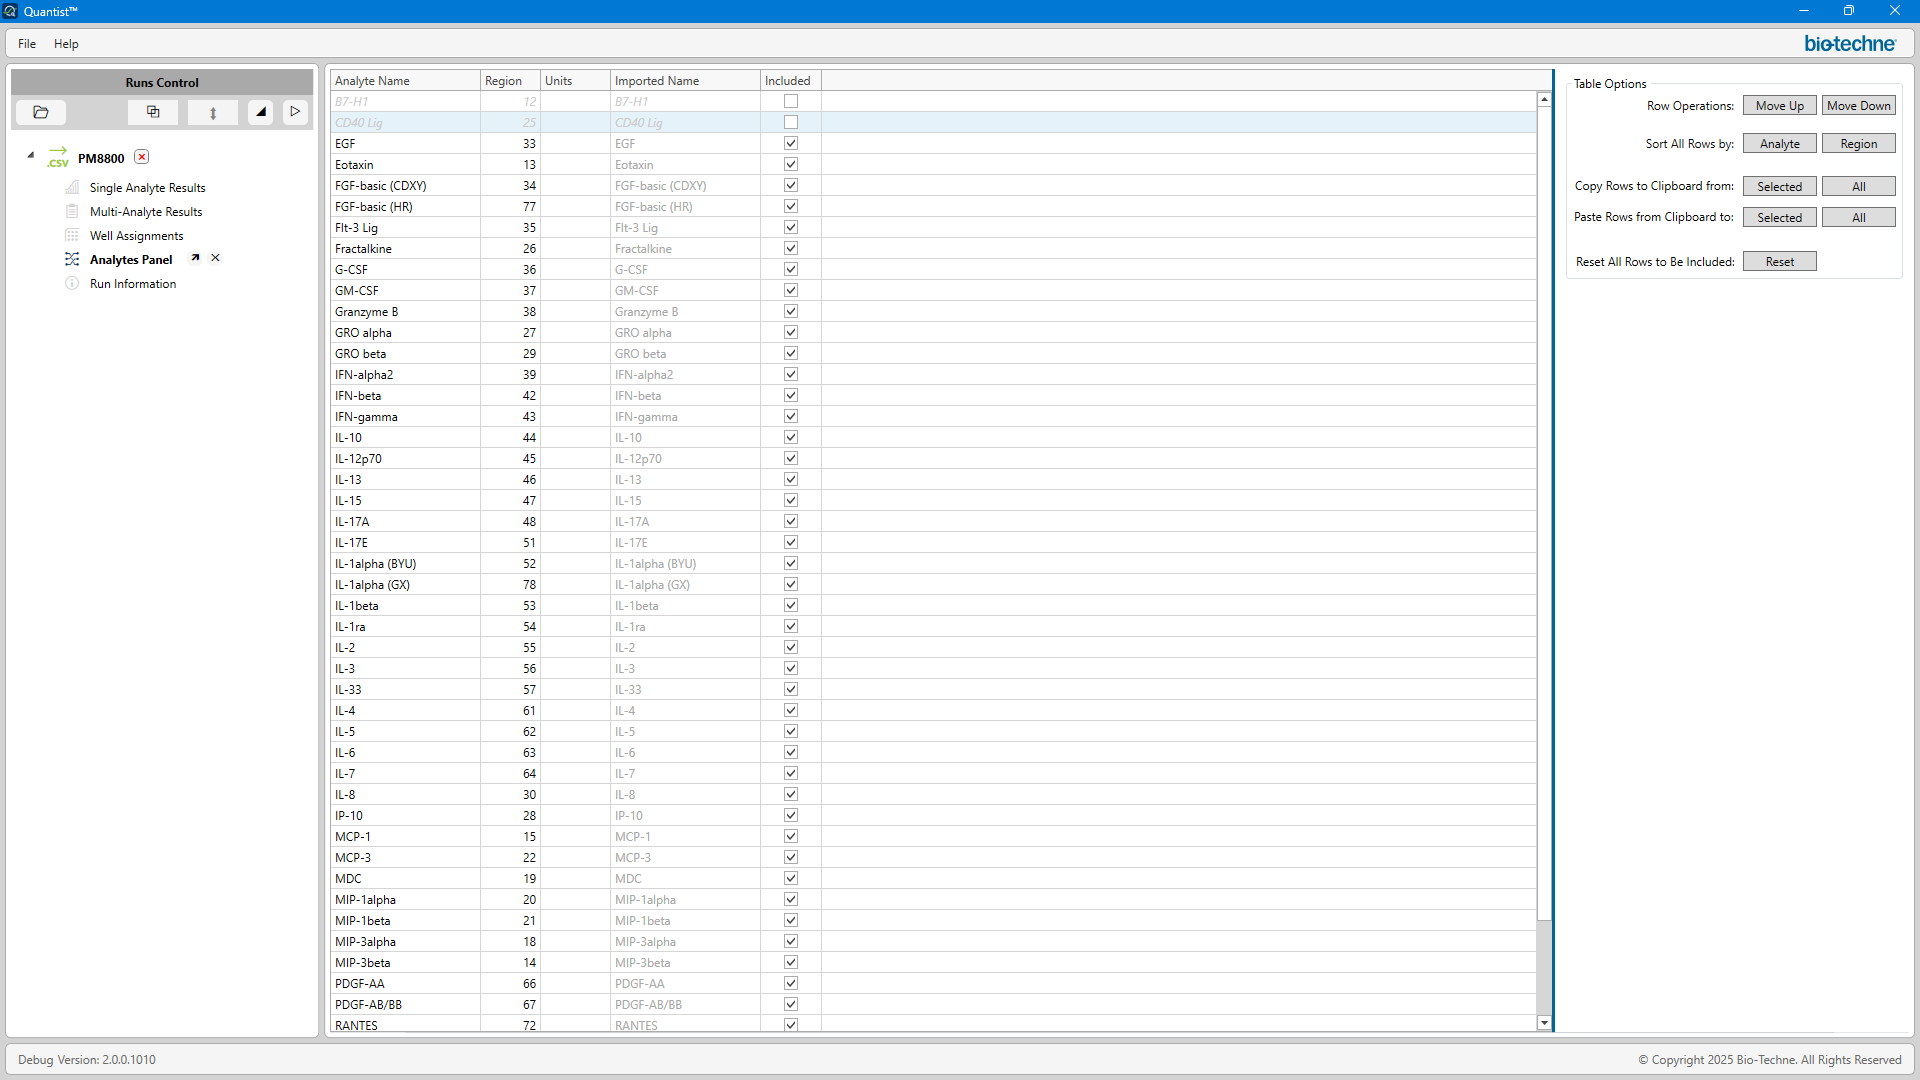 Quantist™
File Help
bio-techne
Runs Control
PM8800
Single Analyte Results
Multi-Analyte Results
Well Assignments
Analytes Panel
Run Information
Analyte Name Region Units Imported Name Included
B7-H1 12 B7-H1
CD40 Lig 25 CD40 Lig
EGF 33 EGF
Eotaxin 13 Eotaxin
FGF-basic (CDXY) 34 FGF-basic (CDXY)
FGF-basic (HR) 77 FGF-basic (HR)
Flt-3 Lig 35 Flt-3 Lig
Fractalkine 26 Fractalkine
G-CSF 36 G-CSF
GM-CSF 37 GM-CSF
Granzyme B 38 Granzyme B
GRO alpha 27 GRO alpha
GRO beta 29 GRO beta
IFN-alpha2 39 IFN-alpha2
IFN-beta 42 IFN-beta
IFN-gamma 43 IFN-gamma
IL-10 44 IL-10
IL-12p70 45 IL-12p70
IL-13 46 IL-13
IL-15 47 IL-15
IL-17A 48 IL-17A
IL-17E 51 IL-17E
IL-1alpha (BYU) 52 IL-1alpha (BYU)
IL-1alpha (GX) 78 IL-1alpha (GX)
IL-1beta 53 IL-1beta
IL-1ra 54 IL-1ra
IL-2 55 IL-2
IL-3 56 IL-3
IL-33 57 IL-33
IL-4 61 IL-4
IL-5 62 IL-5
IL-6 63 IL-6
IL-7 64 IL-7
IL-8 30 IL-8
IP-10 28 IP-10
MCP-1 15 MCP-1
MCP-3 22 MCP-3
MDC 19 MDC
MIP-1alpha 20 MIP-1alpha
MIP-1beta 21 MIP-1beta
MIP-3alpha 18 MIP-3alpha
MIP-3beta 14 MIP-3beta
PDGF-AA 66 PDGF-AA
PDGF-AB/BB 67 PDGF-AB/BB
RANTES 72 RANTES
Table Options
Row Operations: Move Up Move Down
Sort All Rows by: Analyte Region
Copy Rows to Clipboard from: Selected All
Paste Rows from Clipboard to: Selected All
Reset All Rows to Be Included: Reset
Debug Version: 2.0.0.1010
© Copyright 2025 Bio-Techne. All Rights Reserved
.CSV